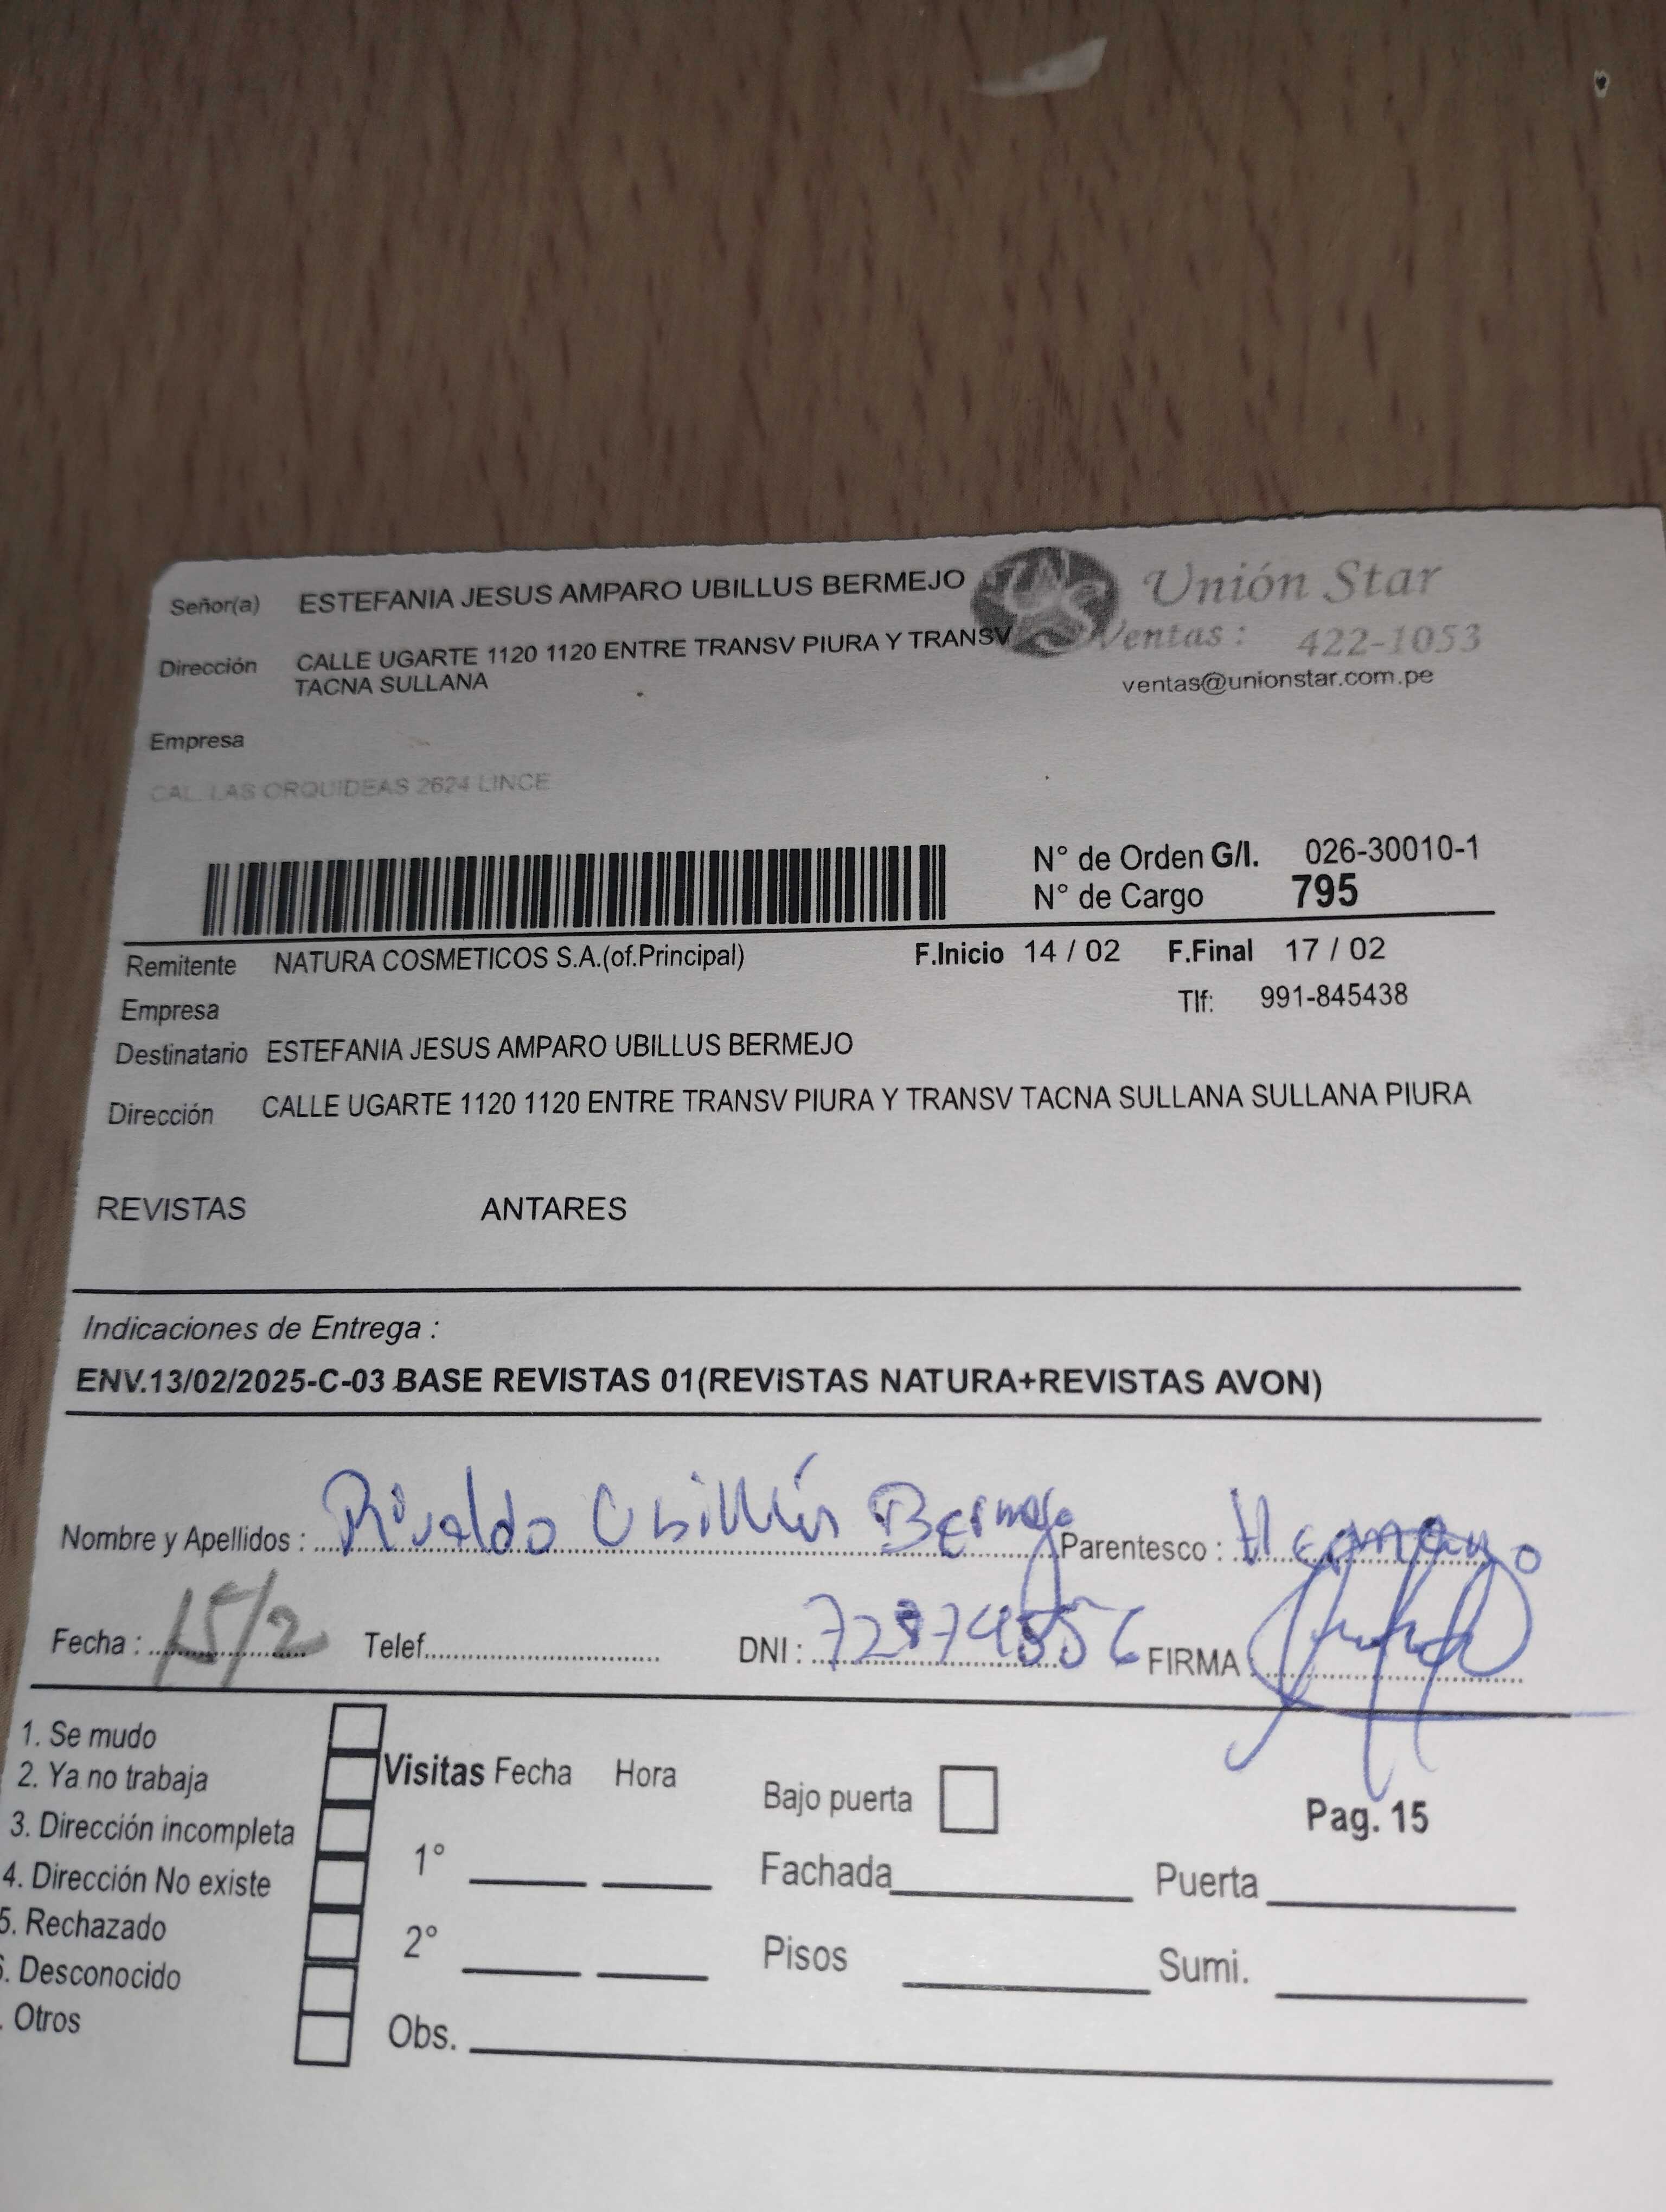 Señor(a) ESTEFANIA JESUS AMPARO UBILLUS BERMEJO
Unión Star
Dirección CALLE UGARTE 1120 1120 ENTRE TRANSV PIURA Y TRANSV
TACNA SULLANA
Ventas : 422-1053
ventas@unionstar.com.pe
Empresa
CAL. LAS ORQUIDEAS 2624 LINCE
N° de Orden G/I. 026-30010-1
N° de Cargo 795
Remitente NATURA COSMETICOS S.A.(of.Principal) F.Inicio 14 / 02 F.Final 17 / 02
Empresa Tlf: 991-845438
Destinatario ESTEFANIA JESUS AMPARO UBILLUS BERMEJO
Dirección CALLE UGARTE 1120 1120 ENTRE TRANSV PIURA Y TRANSV TACNA SULLANA SULLANA PIURA
REVISTAS ANTARES
Indicaciones de Entrega :
ENV.13/02/2025-C-03 BASE REVISTAS 01(REVISTAS NATURA+REVISTAS AVON)
Nombre y Apellidos : Rivaldo Ubillús Bermejo Parentesco : Hermano
Fecha : 15/2 Telef. DNI : FIRMA
1. Se mudo
2. Ya no trabaja
3. Dirección incompleta
4. Dirección No existe
5. Rechazado
. Desconocido
. Otros
Visitas Fecha Hora
1°
2°
Obs.
Bajo puerta
Pag. 15
Fachada Puerta
Pisos Sumi.